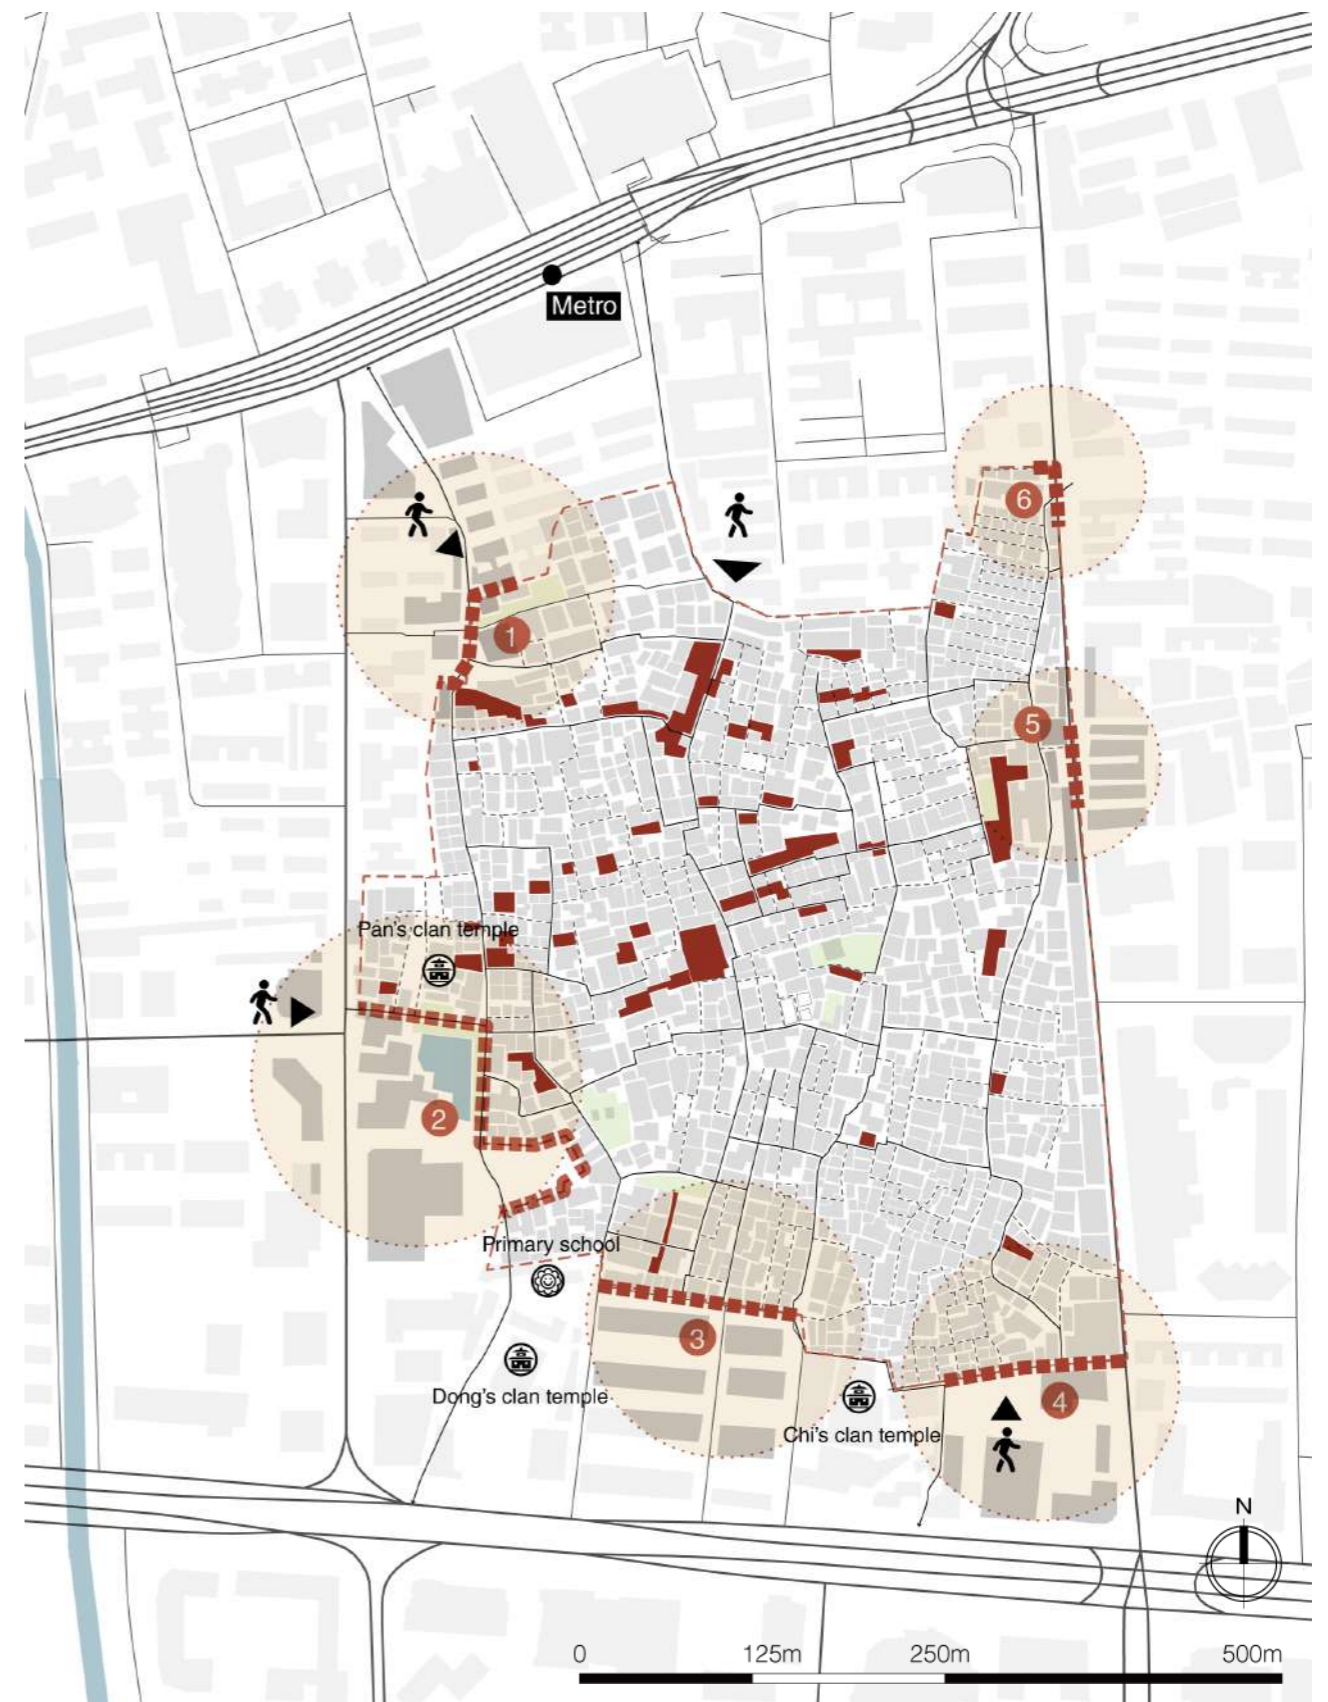 Metro
6
1
5
Pan's clan temple
2
Primary school
3
Dong's clan temple
4
Chi's clan temple
N
0 125m 250m 500m